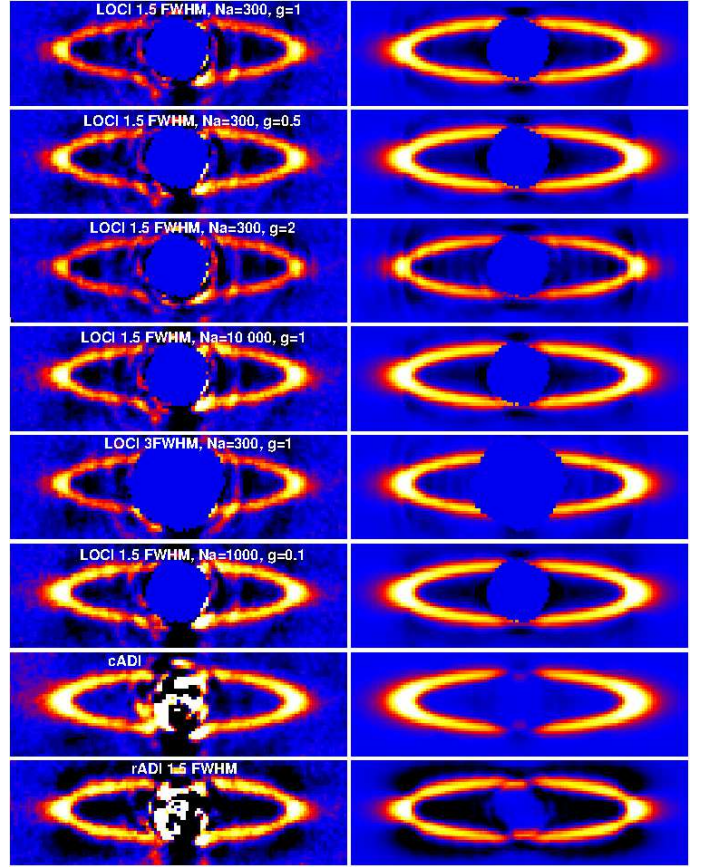 LOCI 1.5 FWHM, Na=300, g=1
LOCI 1.5 FWHM, Na=300, g=0.5
LOCI 1.5 FWHM, Na=300, g=2
LOCI 1.5 FWHM, Na=10 000, g=1
LOCI 3FWHM, Na=300, g=1
LOCI 1.5 FWHM, Na=1000, g=0.1
cADI
rADI 1.5 FWHM